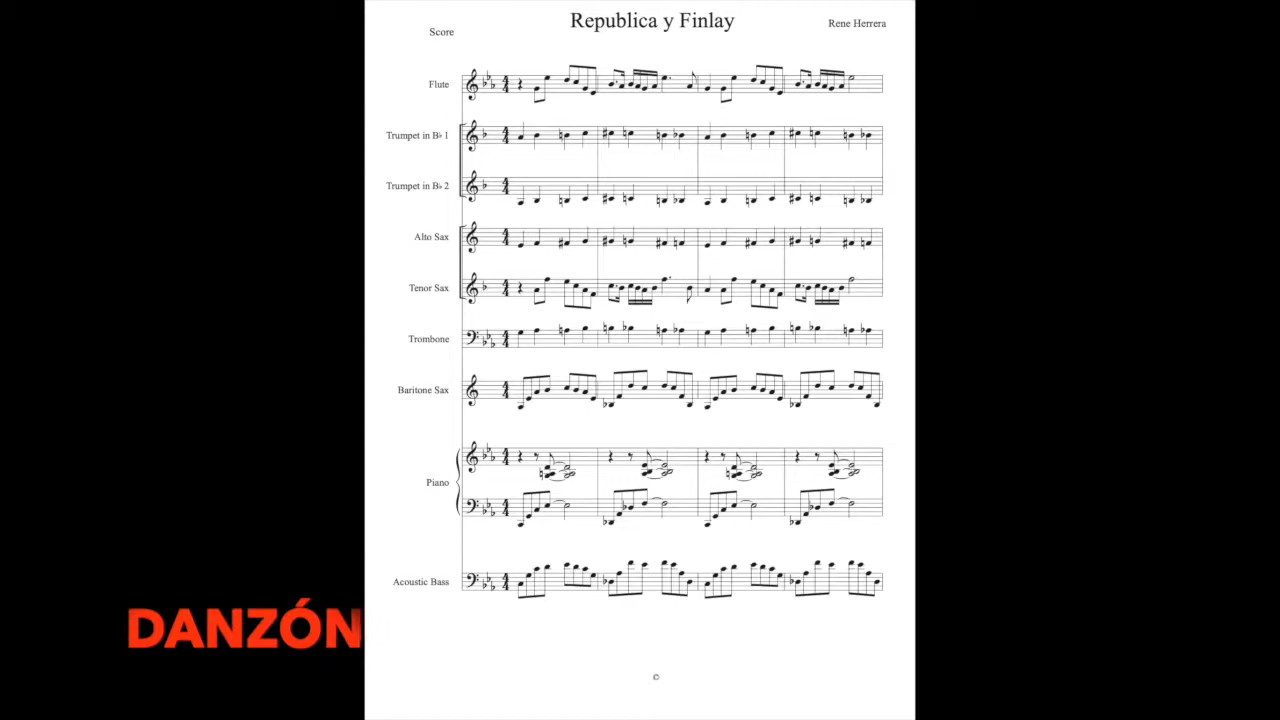 Republica y Finlay
Rene Herrera
Score
Flute
Trumpet in B♭ 1
Trumpet in B♭ 2
Alto Sax
Tenor Sax
Trombone
Baritone Sax
Piano
Acoustic Bass
DANZÓN
©